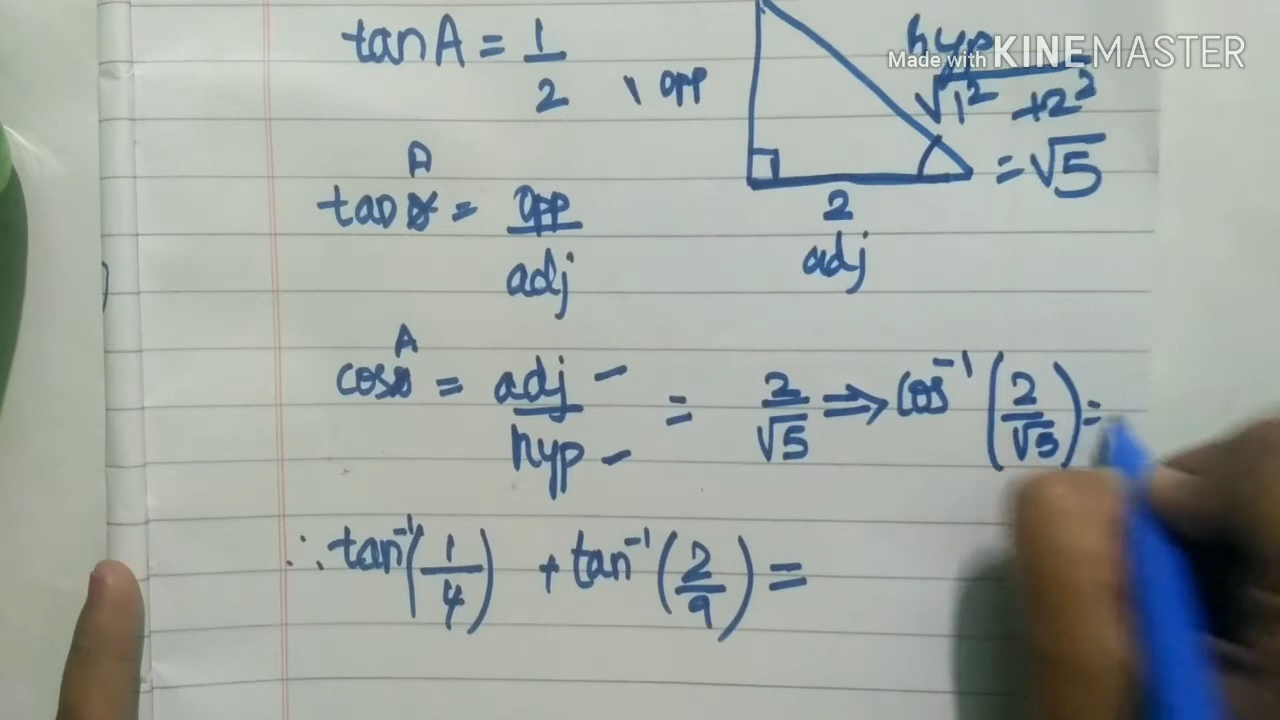 tan A = 1/2
1 opp
hyp
√1² + 2²
= √5
Made with KINEMASTER
2
adj
A
tan = opp/adj
A
cos = adj/hyp = 2/√5 ⇒ cos⁻¹ (2/√5) =
∴ tan⁻¹ (1/4) + tan⁻¹ (2/9) =